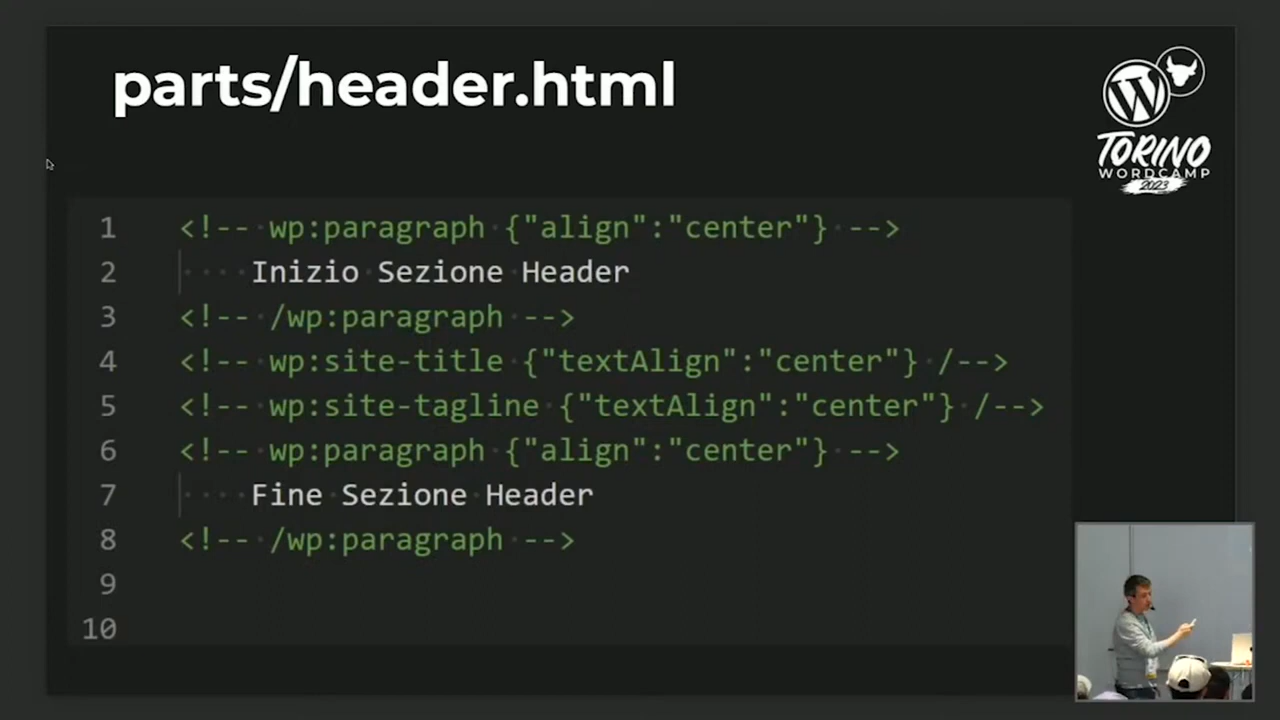 parts/header.html
TORINO
WORDCAMP
2023
1 <!-- wp:paragraph {"align":"center"} -->
2 Inizio Sezione Header
3 <!-- /wp:paragraph -->
4 <!-- wp:site-title {"textAlign":"center"} /-->
5 <!-- wp:site-tagline {"textAlign":"center"} /-->
6 <!-- wp:paragraph {"align":"center"} -->
7 Fine Sezione Header
8 <!-- /wp:paragraph -->
9
10